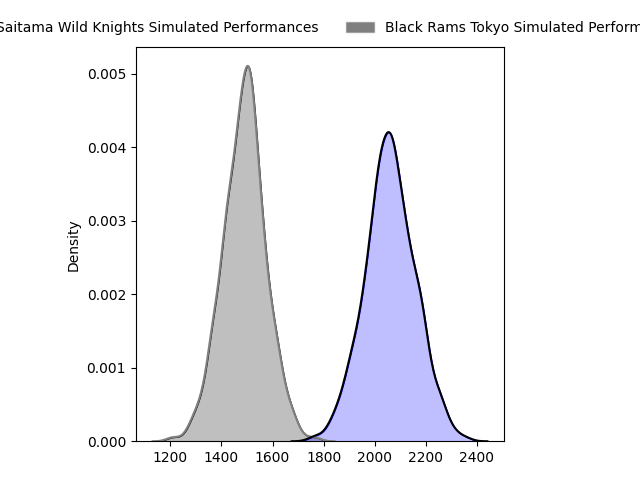 Saitama Wild Knights Simulated Performances Black Rams Tokyo Simulated Perform
Density
0.005
0.004
0.003
0.002
0.001
0.000
1200 1400 1600 1800 2000 2200 2400